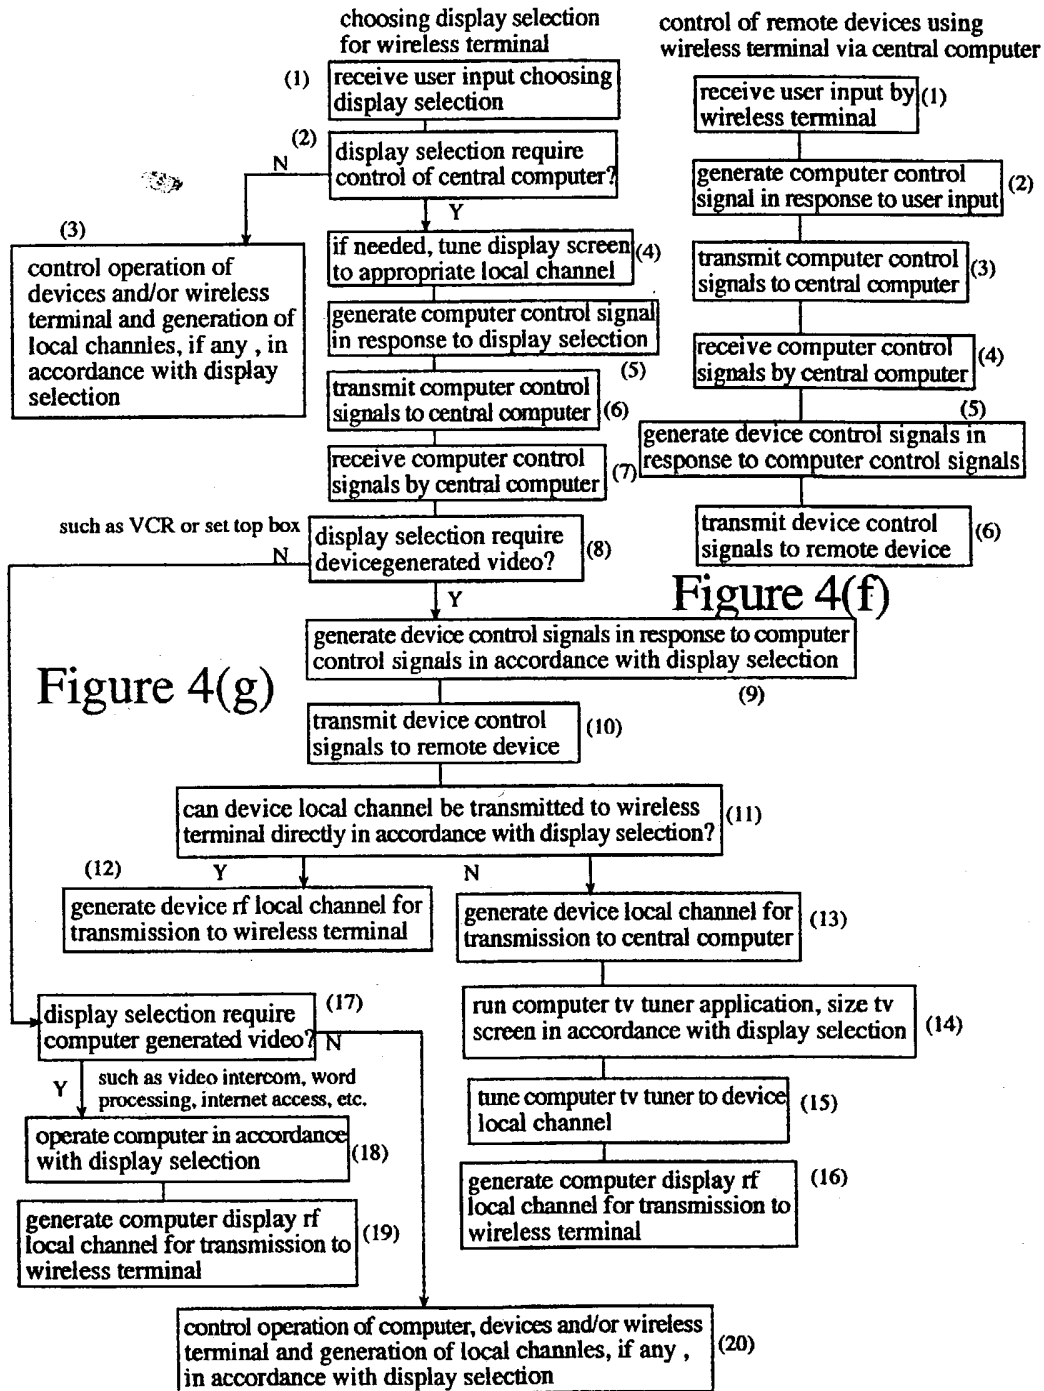 choosing display selection
for wireless terminal
(1)
receive user input choosing
display selection
(2)
display selection require
control of central computer?
N
Y
(3)
control operation of
devices and/or wireless
terminal and generation of
local channles, if any , in
accordance with display
selection
if needed, tune display screen
to appropriate local channel
(4)
generate computer control signal
in response to display selection
(5)
transmit computer control
signals to central computer
(6)
receive computer control
signals by central computer
(7)
such as VCR or set top box
N
display selection require
devicegenerated video?
(8)
Y
generate device control signals in response to computer
control signals in accordance with display selection
(9)
Figure 4(g)
transmit device control
signals to remote device
(10)
can device local channel be transmitted to wireless
terminal directly in accordance with display selection?
(11)
(12)
Y
N
generate device rf local channel for
transmission to wireless terminal
generate device local channel for
transmission to central computer
(13)
run computer tv tuner application, size tv
screen in accordance with display selection
(14)
tune computer tv tuner to device
local channel
(15)
generate computer display rf
local channel for transmission to
wireless terminal
(16)
display selection require
computer generated video?
(17)
N
Y
such as video intercom, word
processing, internet access, etc.
operate computer in accordance
with display selection
(18)
generate computer display rf
local channel for transmission to
wireless terminal
(19)
control operation of computer, devices and/or wireless
terminal and generation of local channles, if any ,
in accordance with display selection
(20)
control of remote devices using
wireless terminal via central computer
receive user input by
wireless terminal
(1)
generate computer control
signal in response to user input
(2)
transmit computer control
signals to central computer
(3)
receive computer control
signals by central computer
(4)
(5)
generate device control signals in
response to computer control signals
transmit device control
signals to remote device
(6)
Figure 4(f)